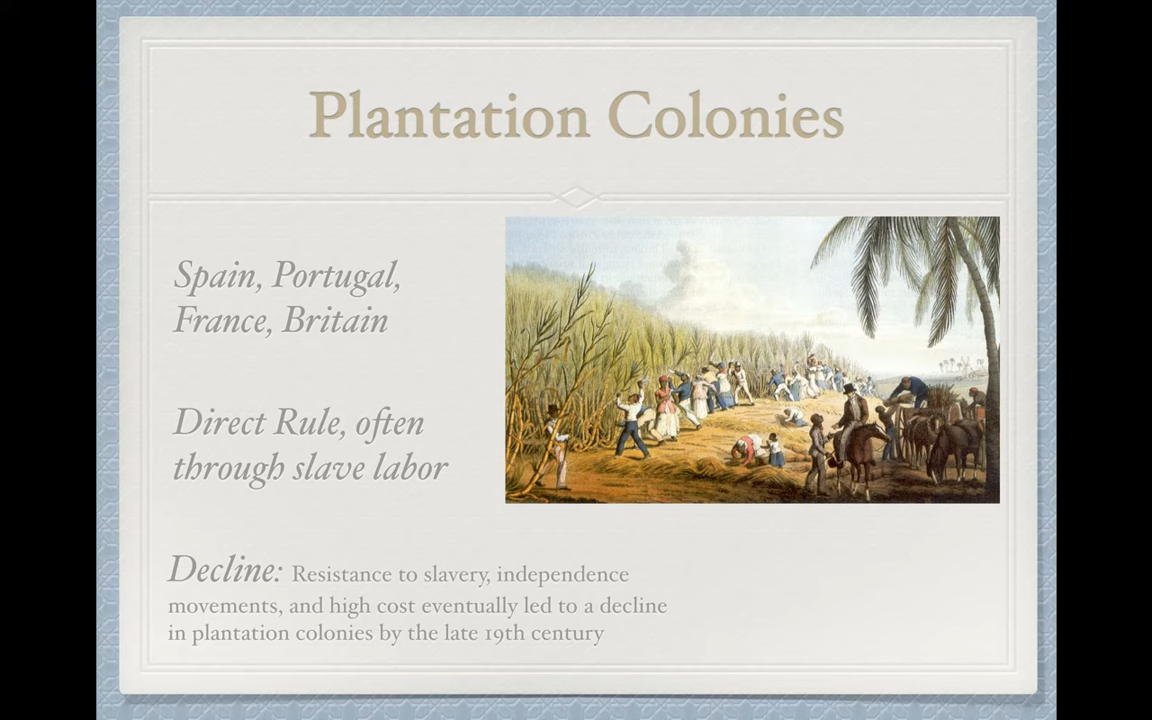 Plantation Colonies
Spain, Portugal,
France, Britain
Direct Rule, often
through slave labor
Decline: Resistance to slavery, independence
movements, and high cost eventually led to a decline
in plantation colonies by the late 19th century